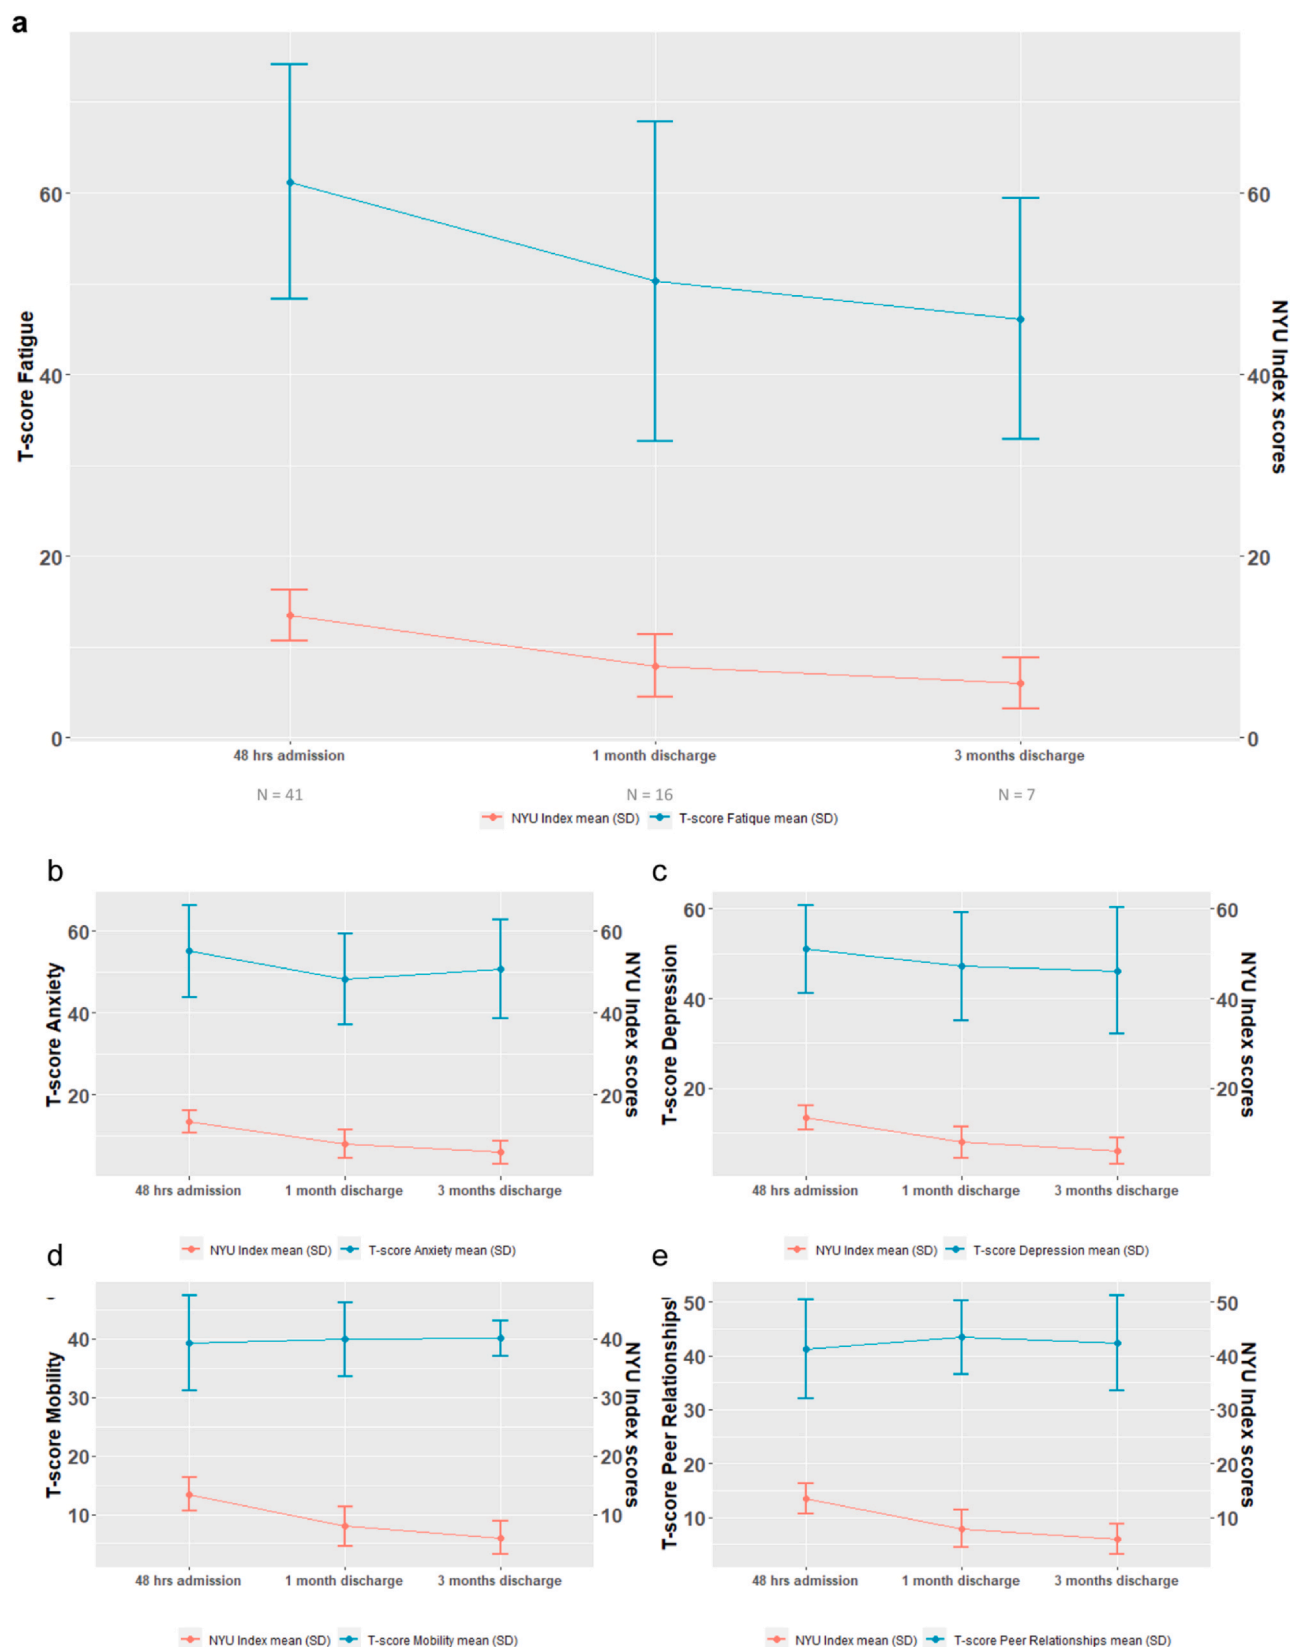 a
T-score Fatigue
NYU Index scores
60
60
40
40
20
20
0
0
48 hrs admission 1 month discharge 3 months discharge
N = 41 N = 16 N = 7
NYU Index mean (SD) T-score Fatique mean (SD)
b
T-score Anxiety
NYU Index scores
60
60
40
40
20
20
48 hrs admission 1 month discharge 3 months discharge
NYU Index mean (SD) T-score Anxiety mean (SD)
c
T-score Depression
NYU Index scores
60
60
40
40
20
20
48 hrs admission 1 month discharge 3 months discharge
NYU Index mean (SD) T-score Depression mean (SD)
d
T-score Mobility
NYU Index scores
40
40
30
30
20
20
10
10
48 hrs admission 1 month discharge 3 months discharge
NYU Index mean (SD) T-score Mobility mean (SD)
e
T-score Peer Relationships
NYU Index scores
50
50
40
40
30
30
20
20
10
10
48 hrs admission 1 month discharge 3 months discharge
NYU Index mean (SD) T-score Peer Relationships mean (SD)